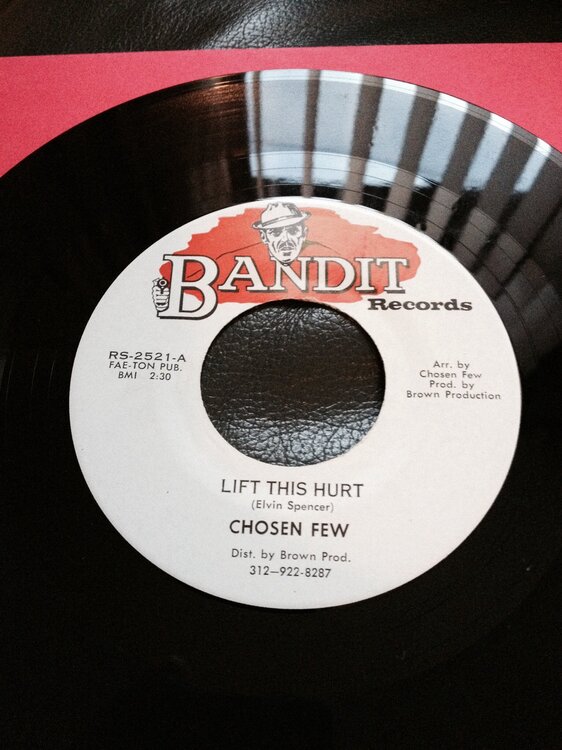 BANDIT
Records
RS-2521-A
FAE-TON PUB.
BMI 2:30
Arr. by
Chosen Few
Prod. by
Brown Production
LIFT THIS HURT
(Elvin Spencer)
CHOSEN FEW
Dist. by Brown Prod.
312—922-8287